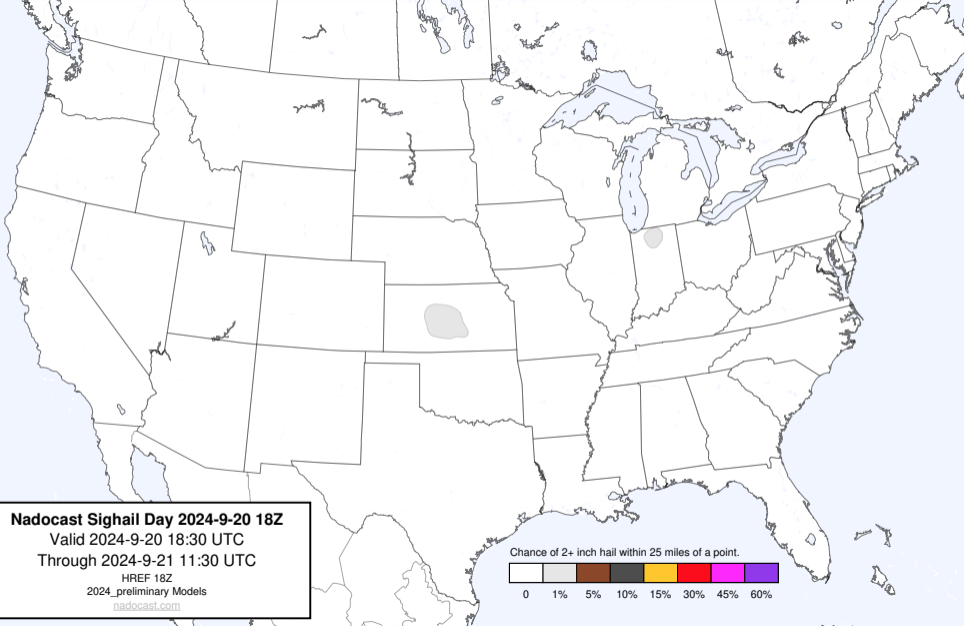 Nadocast Sighail Day 2024-9-20 18Z
Valid 2024-9-20 18:30 UTC
Through 2024-9-21 11:30 UTC
HREF 18Z
2024_preliminary Models
nadocast.com
Chance of 2+ inch hail within 25 miles of a point.
0 1% 5% 10% 15% 30% 45% 60%